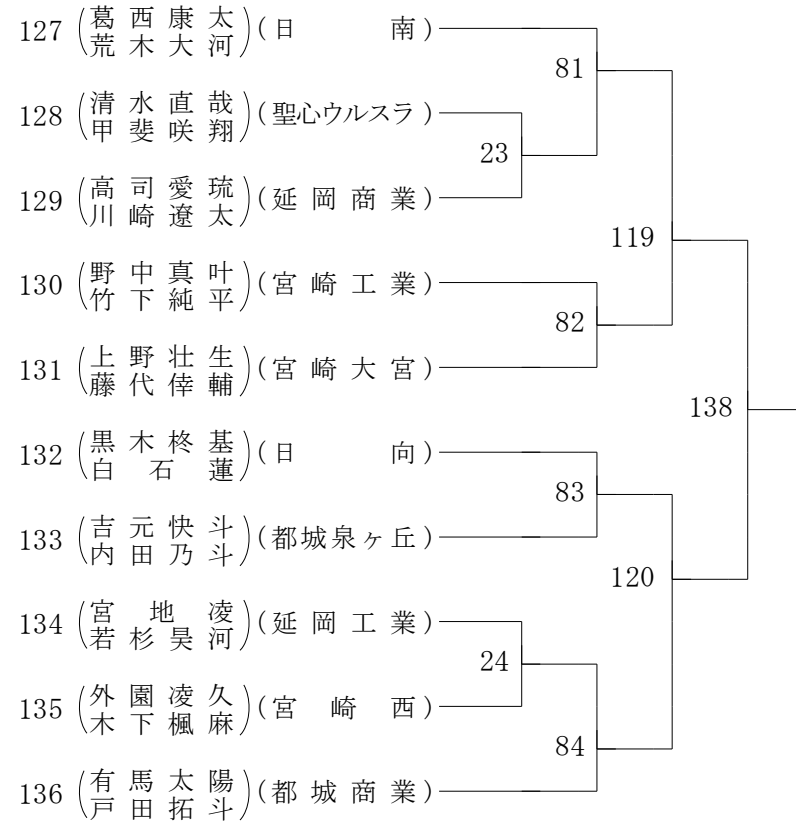 127 (葛西康太 荒木大河) (日南)
81
128 (清水直哉 甲斐咲翔) (聖心ウルスラ)
23
129 (高司愛琉 川崎遼太) (延岡商業)
119
130 (野中真叶 竹下純平) (宮崎工業)
82
131 (上野壮生 藤代倖輔) (宮崎大宮)
138
132 (黒木柊基 白石蓮) (日向)
83
133 (吉元快斗 内田乃斗) (都城泉ヶ丘)
120
134 (宮地凌 若杉昊河) (延岡工業)
24
135 (外園凌久 木下楓麻) (宮崎西)
84
136 (有馬太陽 戸田拓斗) (都城商業)